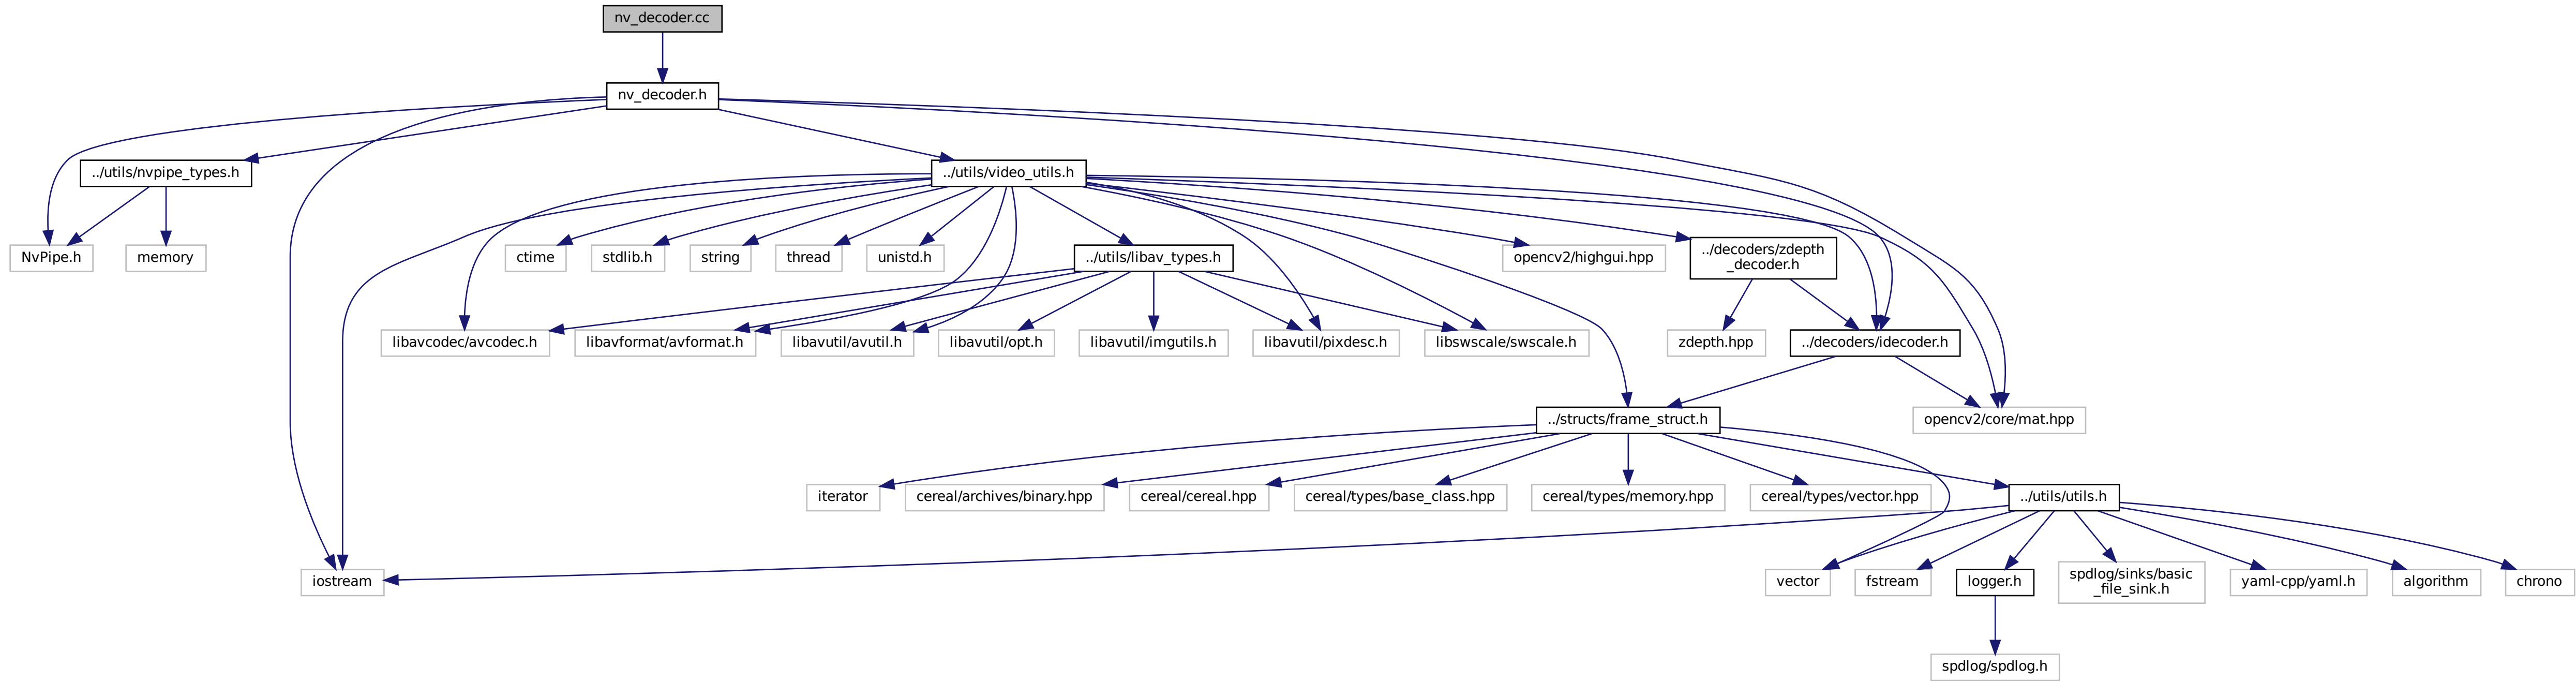 nv_decoder.cc
nv_decoder.h
../utils/nvpipe_types.h
../utils/video_utils.h
NvPipe.h
memory
ctime
stdlib.h
string
thread
unistd.h
../utils/libav_types.h
opencv2/highgui.hpp
../decoders/zdepth
_decoder.h
libavcodec/avcodec.h
libavformat/avformat.h
libavutil/avutil.h
libavutil/opt.h
libavutil/imgutils.h
libavutil/pixdesc.h
libswscale/swscale.h
zdepth.hpp
../decoders/idecoder.h
../structs/frame_struct.h
opencv2/core/mat.hpp
iterator
cereal/archives/binary.hpp
cereal/cereal.hpp
cereal/types/base_class.hpp
cereal/types/memory.hpp
cereal/types/vector.hpp
../utils/utils.h
iostream
vector
fstream
logger.h
spdlog/sinks/basic
_file_sink.h
yaml-cpp/yaml.h
algorithm
chrono
spdlog/spdlog.h